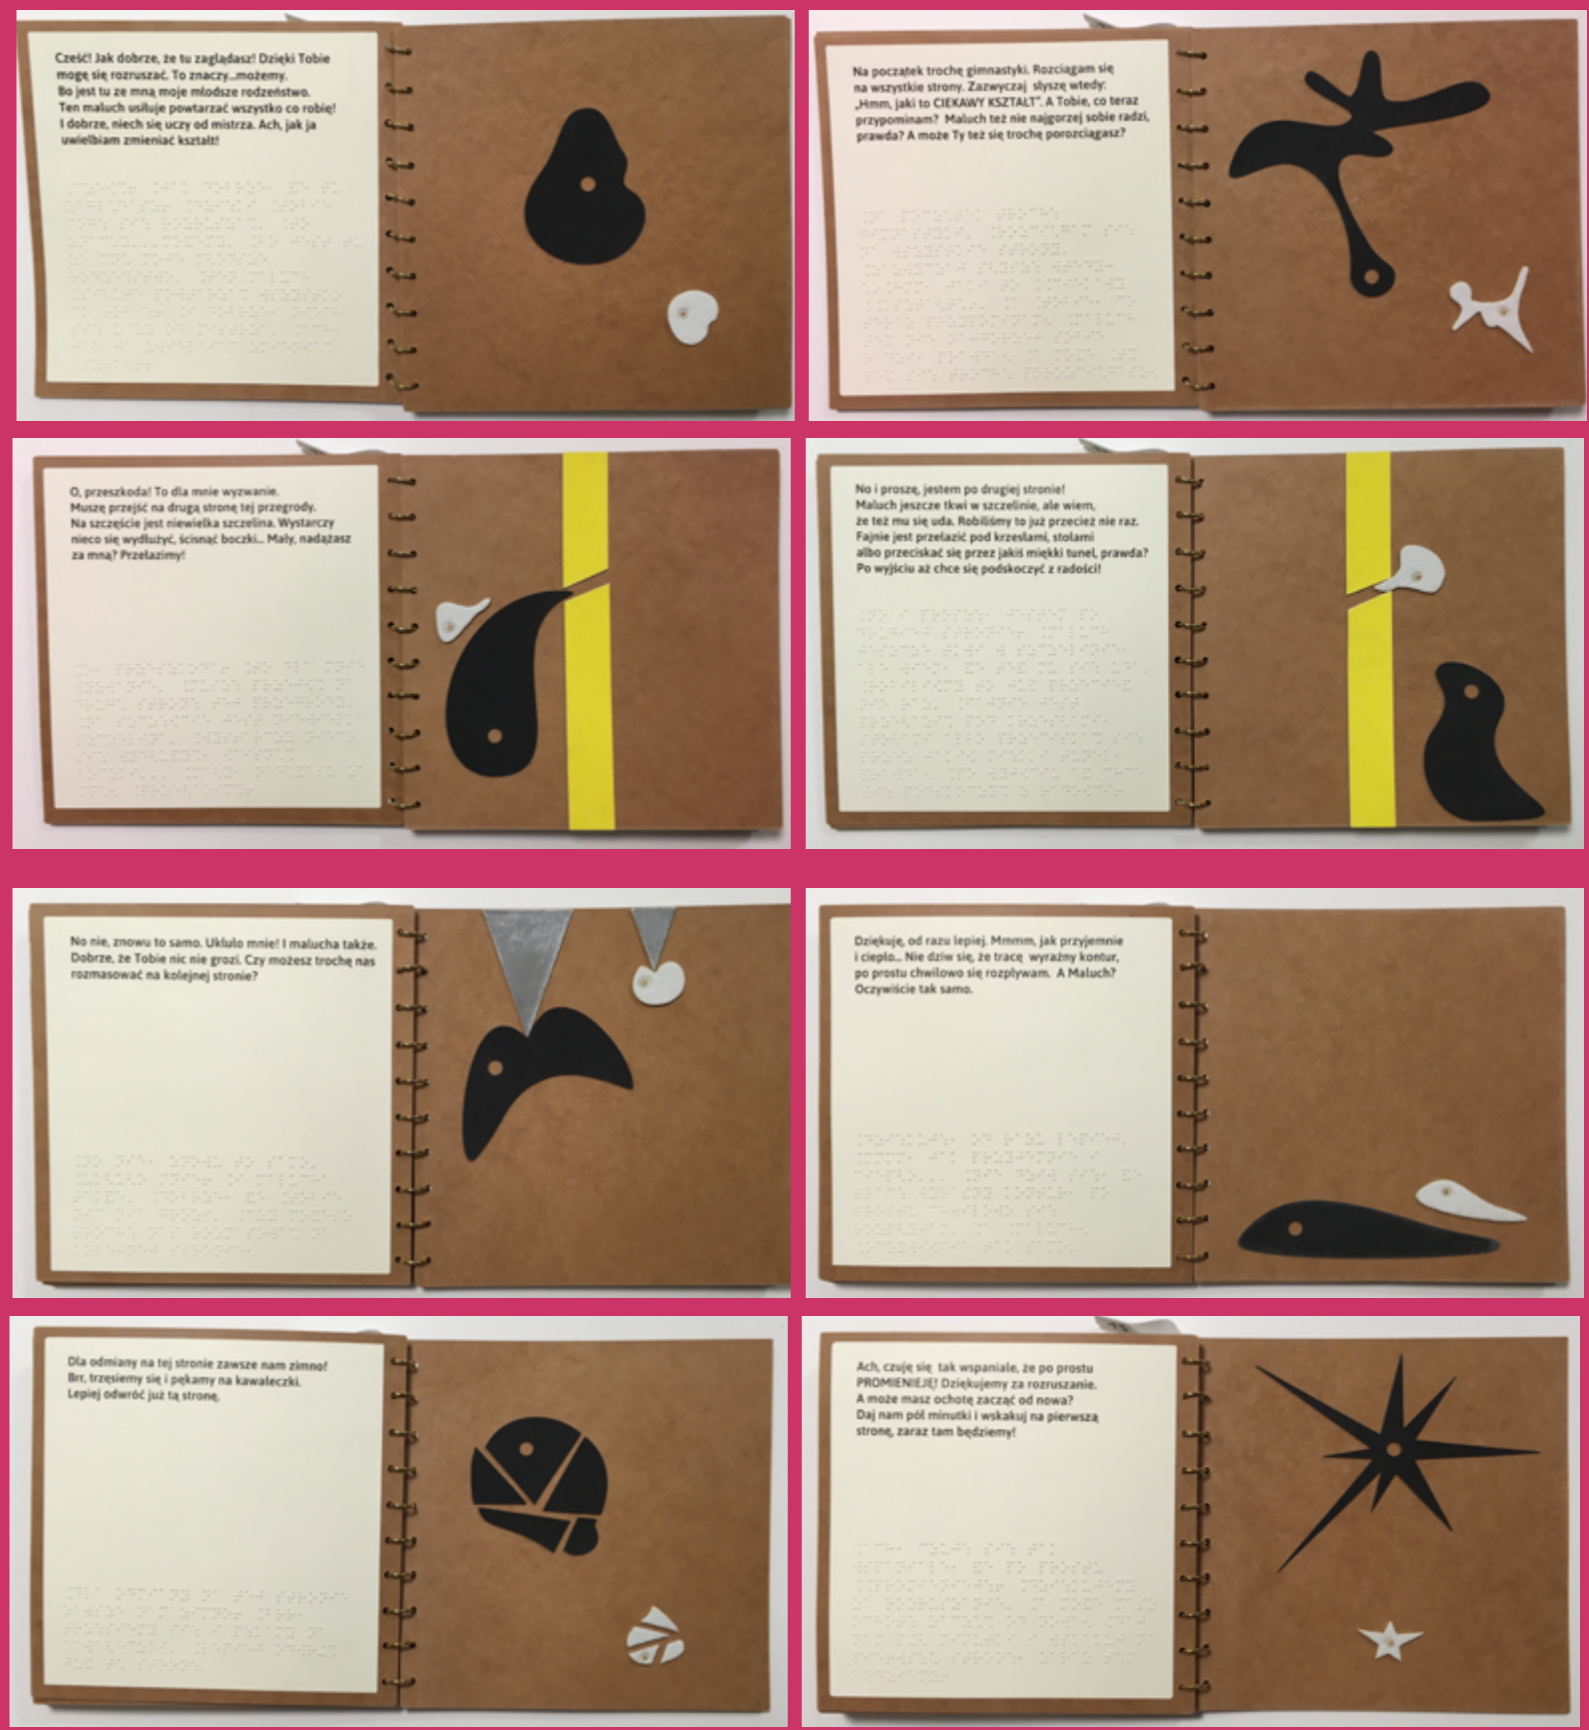 Cześć! Jak dobrze, że tu zaglądasz! Dzięki Tobie
mogę się rozruszać. To znaczy...możemy.
Bo jest tu ze mną moje młodsze rodzeństwo.
Ten maluch usiłuje powtarzać wszystko co robię!
I dobrze, niech się uczy od mistrza. Ach, jak ja
uwielbiam zmieniać kształt!
Na początek trochę gimnastyki. Rozciągam się
na wszystkie strony. Zazwyczaj słyszę wtedy:
„Hmm, jaki to CIEKAWY KSZTAŁT”. A Tobie, co teraz
przypominam? Maluch też nie najgorzej sobie radzi,
prawda? A może Ty też się trochę porozciągasz?
O, przeszkoda! To dla mnie wyzwanie.
Muszę przejść na drugą stronę tej przegrody.
Na szczęście jest niewielka szczelina. Wystarczy
nieco się wydłużyć, ścisnąć boczki... Mały, nadążasz
za mną? Przełazimy!
No i proszę, jestem po drugiej stronie!
Maluch jeszcze tkwi w szczelinie, ale wiem,
że też mu się uda. Robiliśmy to już przecież nie raz.
Fajnie jest przełazić pod krzesłami, stołami
albo przeciskać się przez jakiś miękki tunel, prawda?
Po wyjściu aż chce się podskoczyć z radości!
No nie, znowu to samo. Ukłuło mnie! I malucha także.
Dobrze, że Tobie nic nie grozi. Czy możesz trochę nas
rozmasować na kolejnej stronie?
Dziękuję, od razu lepiej. Mmmm, jak przyjemnie
i ciepło... Nie dziw się, że tracę wyraźny kontur,
po prostu chwilowo się rozpływam. A Maluch?
Oczywiście tak samo.
Dla odmiany na tej stronie zawsze nam zimno!
Brr, trzęsiemy się i pękamy na kawałeczki.
Lepiej odwróć już tą stronę.
Ach, czuję się tak wspaniale, że po prostu
PROMIENIEJĘ! Dziękujemy za rozruszanie.
A może masz ochotę zacząć od nowa?
Daj nam pół minutki i wskakuj na pierwszą
stronę, zaraz tam będziemy!